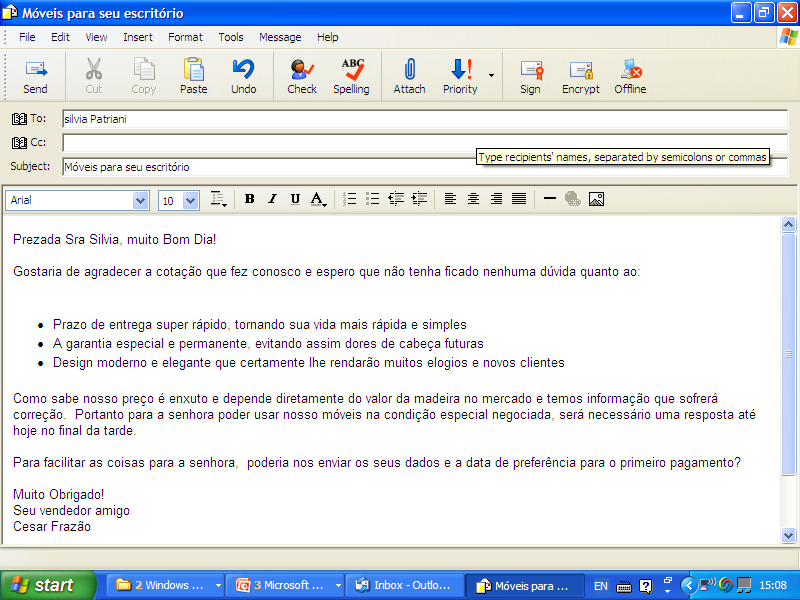 Móveis para seu escritório
File Edit View Insert Format Tools Message Help
Send Cut Copy Paste Undo Check Spelling Attach Priority Sign Encrypt Offline
ABC
To: silvia Patriani
Cc:
Type recipients' names, separated by semicolons or commas
Subject: Móveis para seu escritório
Arial 10 B I U A
Prezada Sra Silvia, muito Bom Dia!
Gostaria de agradecer a cotação que fez conosco e espero que não tenha ficado nenhuma dúvida quanto ao:
• Prazo de entrega super rápido, tornando sua vida mais rápida e simples
• A garantia especial e permanente, evitando assim dores de cabeça futuras
• Design moderno e elegante que certamente lhe rendarão muitos elogios e novos clientes
Como sabe nosso preço é enxuto e depende diretamente do valor da madeira no mercado e temos informação que sofrerá
correção. Portanto para a senhora poder usar nosso móveis na condição especial negociada, será necessário uma resposta até
hoje no final da tarde.
Para facilitar as coisas para a senhora, poderia nos enviar os seus dados e a data de preferência para o primeiro pagamento?
Muito Obrigado!
Seu vendedor amigo
Cesar Frazão
start 2 Windows ... 3 Microsoft ... Inbox - Outlo... Móveis para ... EN 15:08